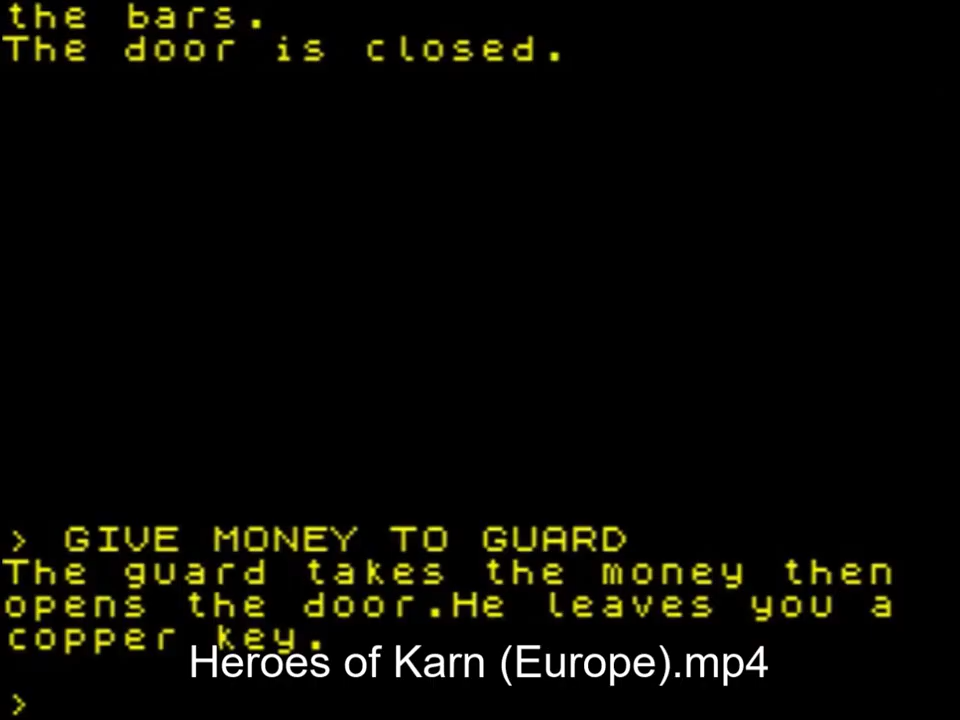 the bars.
The door is closed.
> GIVE MONEY TO GUARD
The guard takes the money then
opens the door.He leaves you a
copper key.
Heroes of Karn (Europe).mp4
>